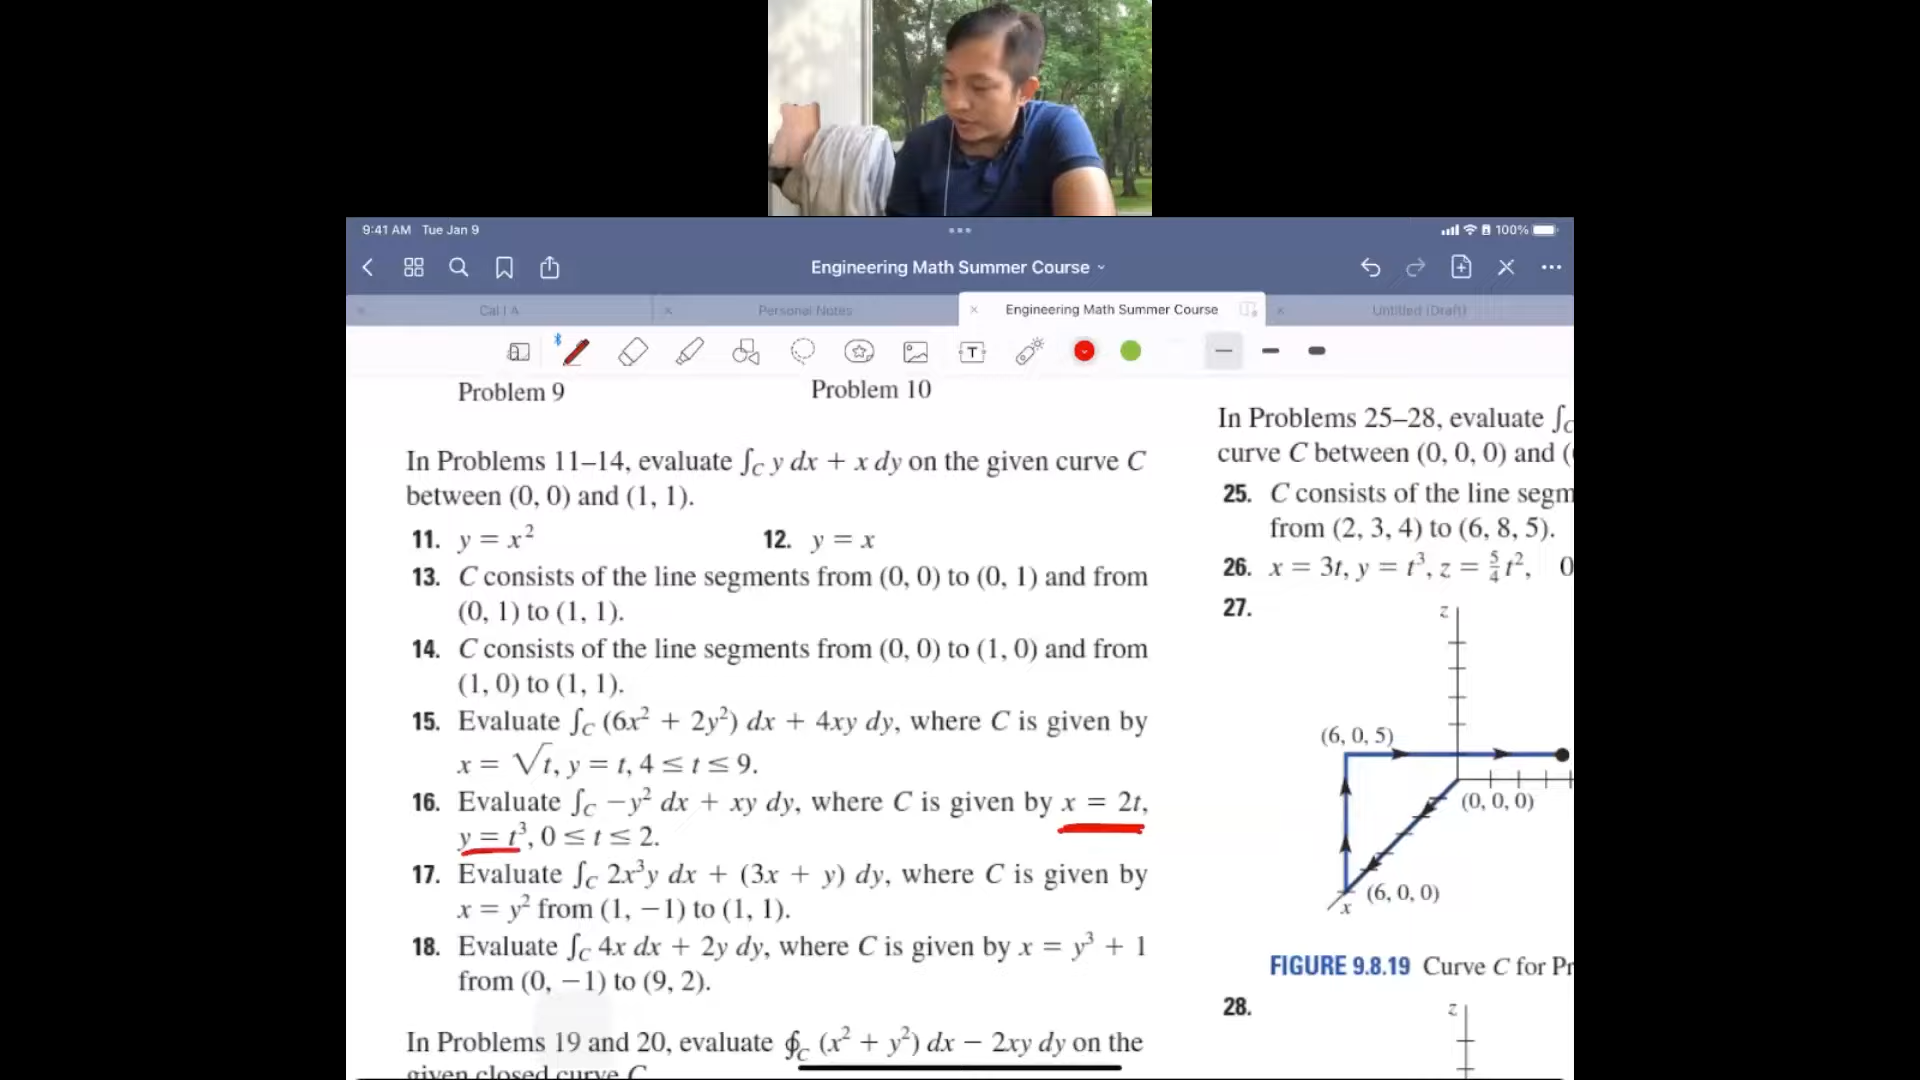 9:41 AM Tue Jan 9
100%
Engineering Math Summer Course
Cal I A
Personal Notes
Engineering Math Summer Course
Untitled (Draft)
T
Problem 9
Problem 10
In Problems 11–14, evaluate ∫C y dx + x dy on the given curve C
between (0, 0) and (1, 1).
11. y = x²
12. y = x
13. C consists of the line segments from (0, 0) to (0, 1) and from
(0, 1) to (1, 1).
14. C consists of the line segments from (0, 0) to (1, 0) and from
(1, 0) to (1, 1).
15. Evaluate ∫C (6x² + 2y²) dx + 4xy dy, where C is given by
x = √t, y = t, 4 ≤ t ≤ 9.
16. Evaluate ∫C −y² dx + xy dy, where C is given by x = 2t,
y = t³, 0 ≤ t ≤ 2.
17. Evaluate ∫C 2x³y dx + (3x + y) dy, where C is given by
x = y² from (1, −1) to (1, 1).
18. Evaluate ∫C 4x dx + 2y dy, where C is given by x = y³ + 1
from (0, −1) to (9, 2).
In Problems 19 and 20, evaluate ∮C (x² + y²) dx − 2xy dy on the
given closed curve C
In Problems 25–28, evaluate ∫C
curve C between (0, 0, 0) and (
25. C consists of the line segm
from (2, 3, 4) to (6, 8, 5).
26. x = 3t, y = t³, z = 5/4 t², 0
27.
z
(6, 0, 5)
(0, 0, 0)
(6, 0, 0)
x
FIGURE 9.8.19 Curve C for Pr
28.
z